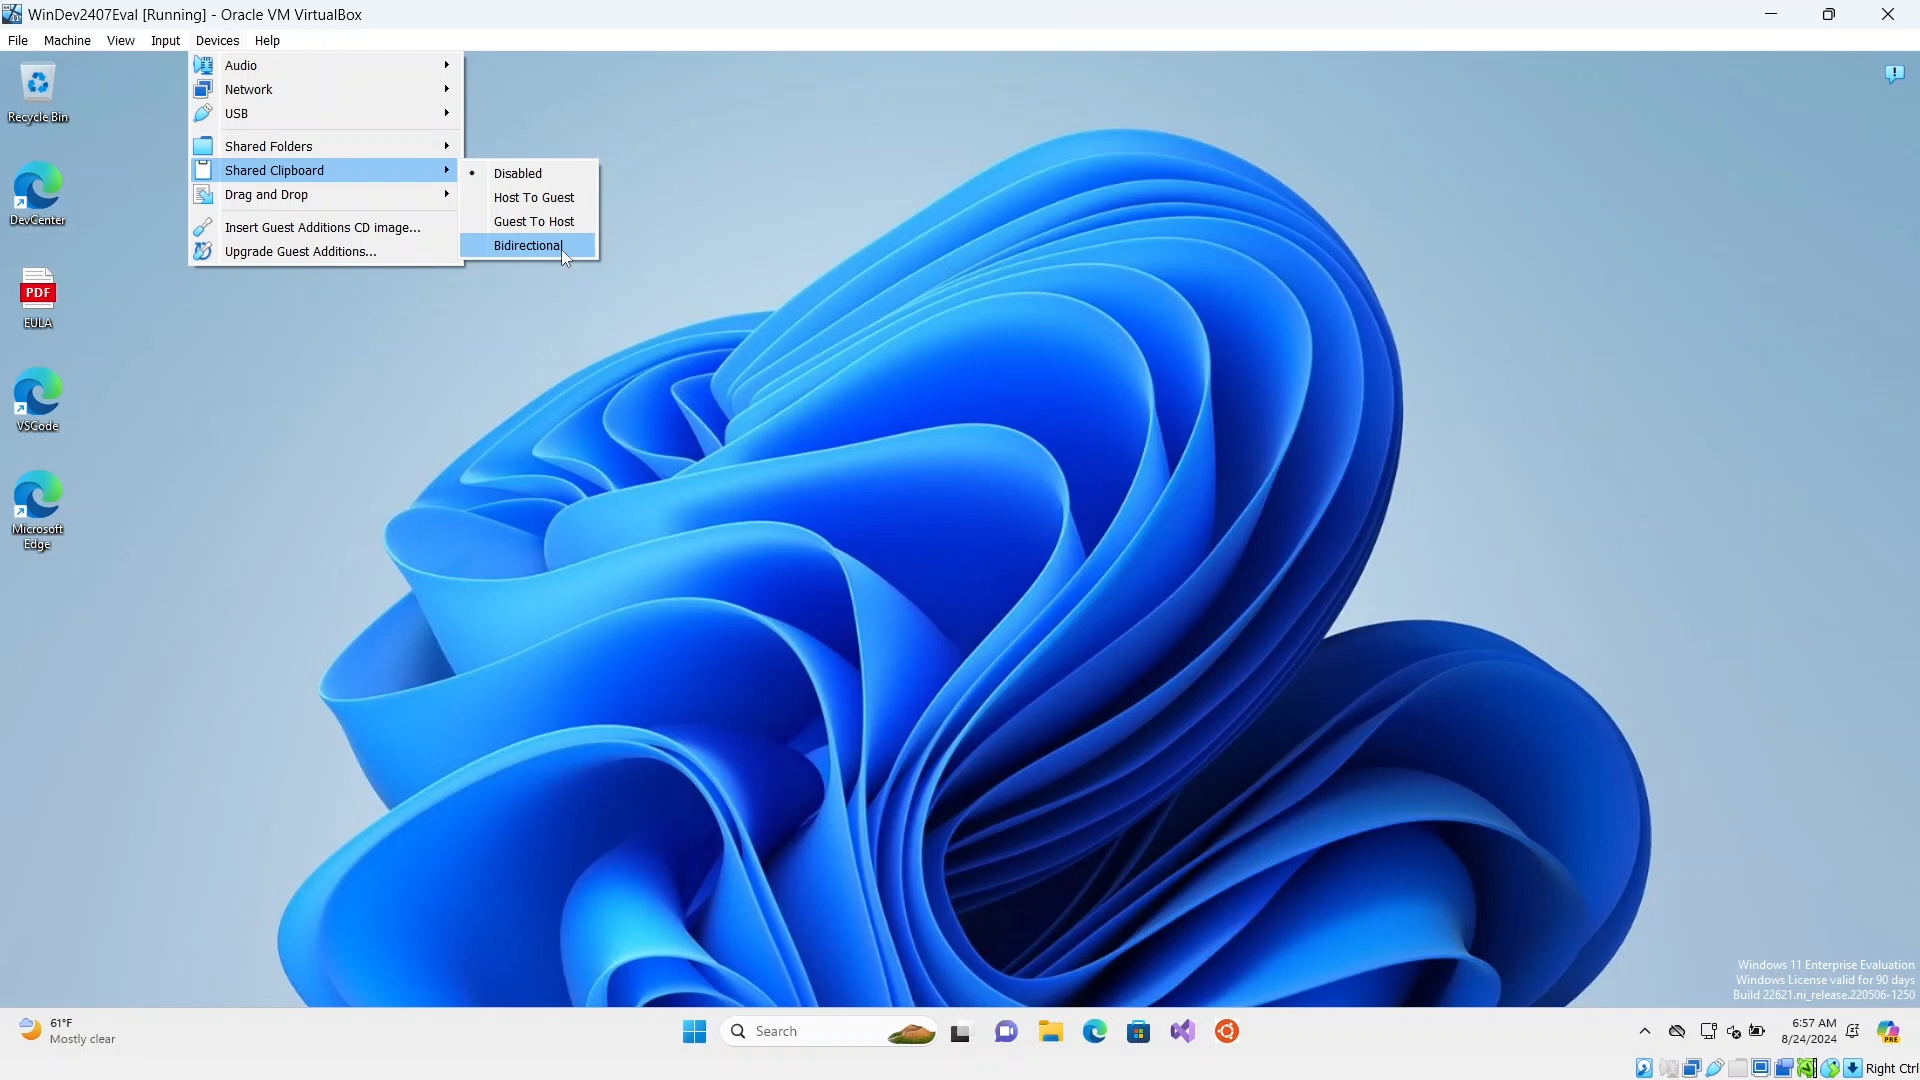 WinDev2407Eval [Running] - Oracle VM VirtualBox
File Machine View Input Devices Help
Audio
Network
USB
Shared Folders
Shared Clipboard
Drag and Drop
Insert Guest Additions CD image...
Upgrade Guest Additions...
Disabled
Host To Guest
Guest To Host
Bidirectional
Recycle Bin
DevCenter
PDF
EULA
VSCode
Microsoft
Edge
Windows 11 Enterprise Evaluation
Windows License valid for 90 days
Build 22621.ni_release.220506-1250
61°F
Mostly clear
Search
6:57 AM
8/24/2024
PRE
Right Ctrl